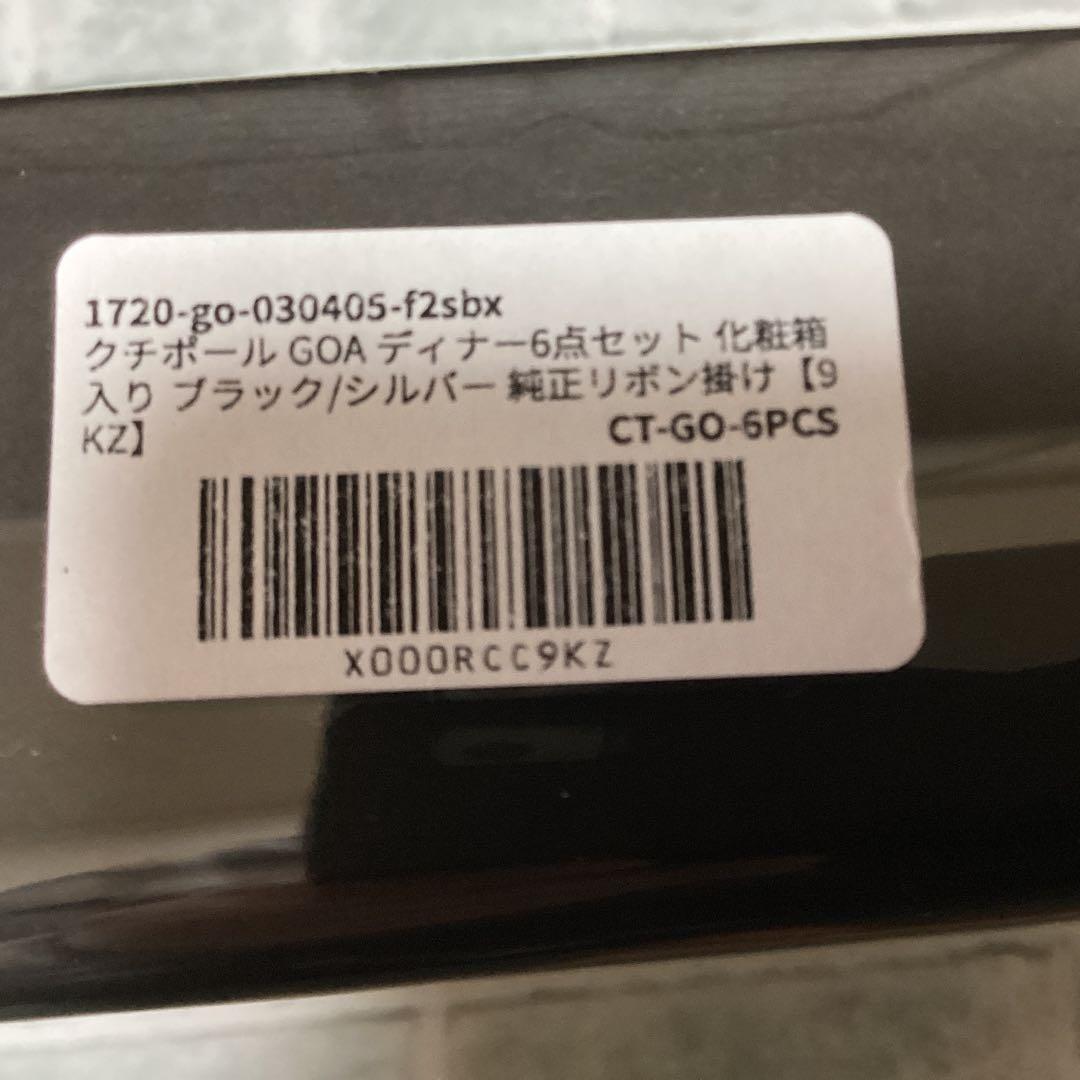 1720-go-030405-f2sbx
クチポール GOA ディナー6点セット 化粧箱
入り ブラック/シルバー 純正リボン掛け【9
KZ】
CT-GO-6PCS
X000RCC9KZ